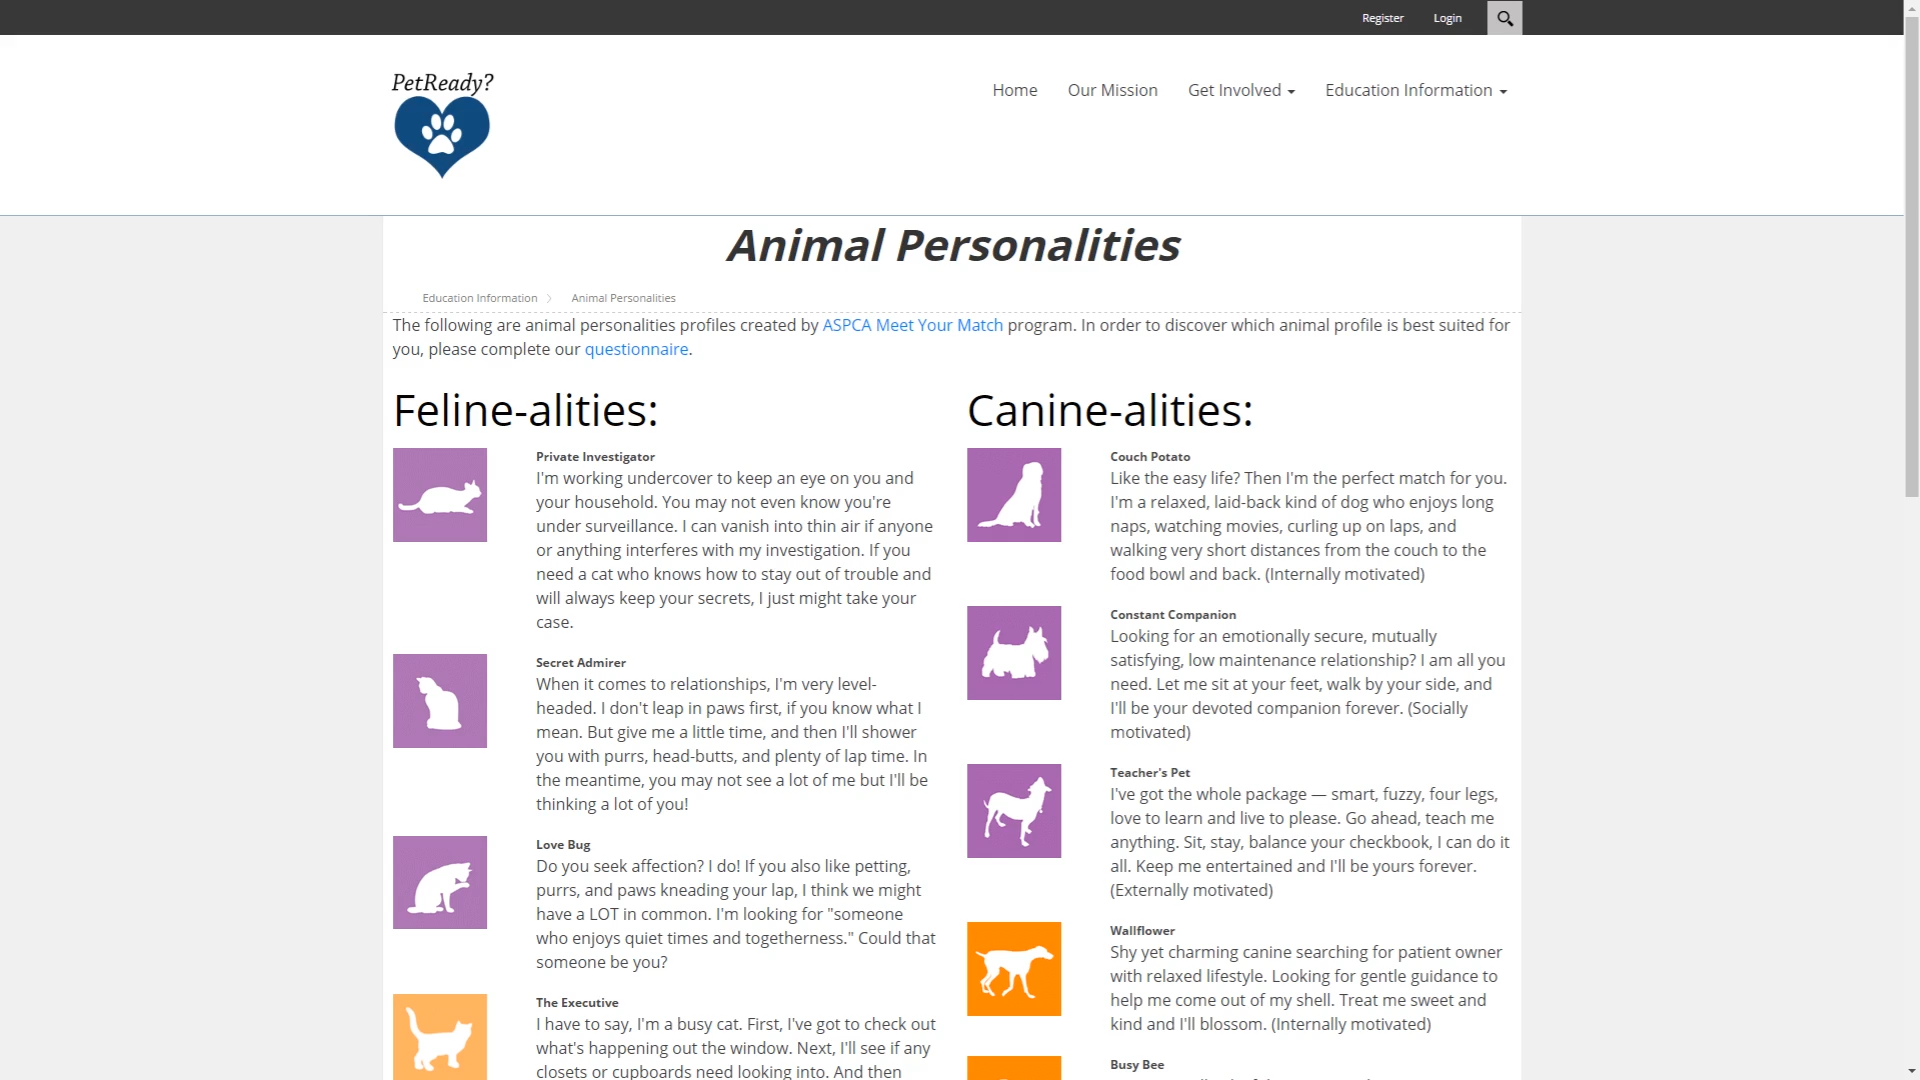 Register
Login
PetReady?
Home
Our Mission
Get Involved
Education Information
Animal Personalities
Education Information
Animal Personalities
The following are animal personalities profiles created by ASPCA Meet Your Match program. In order to discover which animal profile is best suited for
you, please complete our questionnaire.
Feline-alities:
Private Investigator
I'm working undercover to keep an eye on you and
your household. You may not even know you're
under surveillance. I can vanish into thin air if anyone
or anything interferes with my investigation. If you
need a cat who knows how to stay out of trouble and
will always keep your secrets, I just might take your
case.
Secret Admirer
When it comes to relationships, I'm very level-
headed. I don't leap in paws first, if you know what I
mean. But give me a little time, and then I'll shower
you with purrs, head-butts, and plenty of lap time. In
the meantime, you may not see a lot of me but I'll be
thinking a lot of you!
Love Bug
Do you seek affection? I do! If you also like petting,
purrs, and paws kneading your lap, I think we might
have a LOT in common. I'm looking for "someone
who enjoys quiet times and togetherness." Could that
someone be you?
The Executive
I have to say, I'm a busy cat. First, I've got to check out
what's happening out the window. Next, I'll see if any
closets or cupboards need looking into. And then
Canine-alities:
Couch Potato
Like the easy life? Then I'm the perfect match for you.
I'm a relaxed, laid-back kind of dog who enjoys long
naps, watching movies, curling up on laps, and
walking very short distances from the couch to the
food bowl and back. (Internally motivated)
Constant Companion
Looking for an emotionally secure, mutually
satisfying, low maintenance relationship? I am all you
need. Let me sit at your feet, walk by your side, and
I'll be your devoted companion forever. (Socially
motivated)
Teacher's Pet
I've got the whole package — smart, fuzzy, four legs,
love to learn and live to please. Go ahead, teach me
anything. Sit, stay, balance your checkbook, I can do it
all. Keep me entertained and I'll be yours forever.
(Externally motivated)
Wallflower
Shy yet charming canine searching for patient owner
with relaxed lifestyle. Looking for gentle guidance to
help me come out of my shell. Treat me sweet and
kind and I'll blossom. (Internally motivated)
Busy Bee